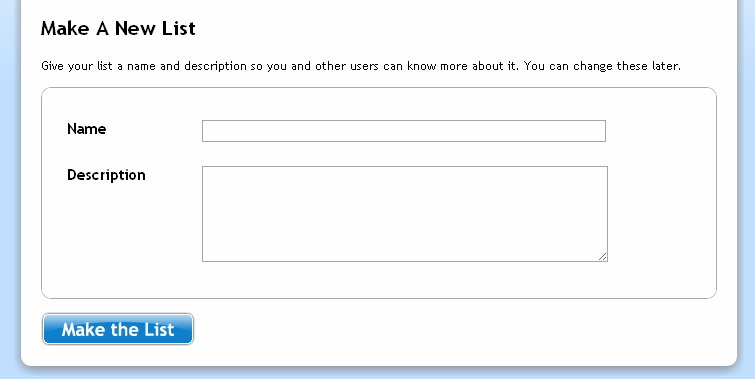 Make A New List
Give your list a name and description so you and other users can know more about it. You can change these later.
Name
Description
Make the List